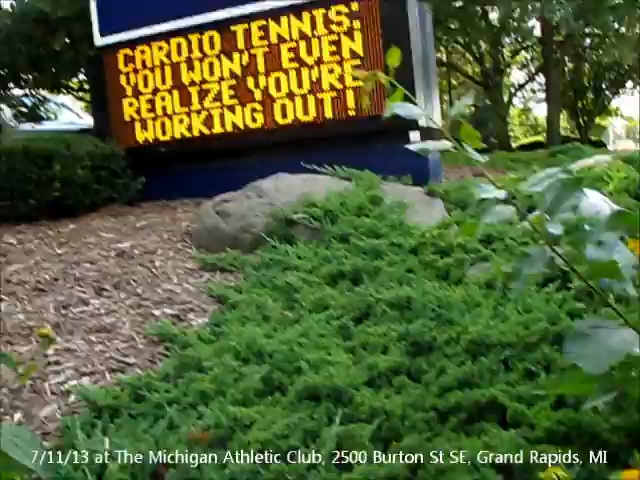 CARDIO TENNIS:
YOU WON'T EVEN
REALIZE YOU'RE
WORKING OUT!
7/11/13 at The Michigan Athletic Club, 2500 Burton St SE, Grand Rapids, MI